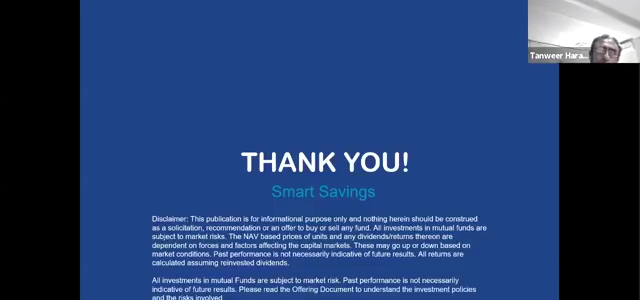 Tanweer Hara...
THANK YOU!
Smart Savings
Disclaimer: This publication is for informational purpose only and nothing herein should be construed
as a solicitation, recommendation or an offer to buy or sell any fund. All investments in mutual funds are
subject to market risks. The NAV based prices of units and any dividends/returns thereon are
dependent on forces and factors affecting the capital markets. These may go up or down based on
market conditions. Past performance is not necessarily indicative of future results. All returns are
calculated assuming reinvested dividends.
All investments in mutual Funds are subject to market risk. Past performance is not necessarily
indicative of future results. Please read the Offering Document to understand the investment policies
and the risks involved